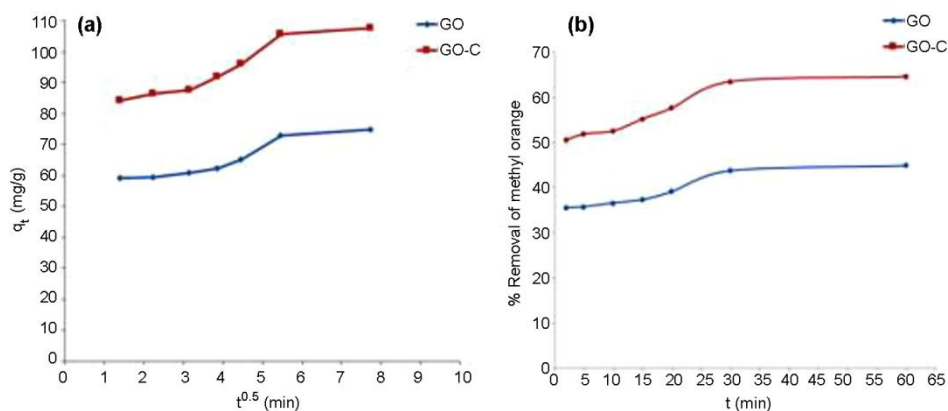 (a)
GO
GO-C
110
100
90
80
70
60
50
40
30
20
10
0
qt (mg/g)
0 1 2 3 4 5 6 7 8 9 10
t0.5 (min)
(b)
GO
GO-C
70
60
50
40
30
20
10
0
% Removal of methyl orange
0 5 10 15 20 25 30 35 40 45 50 55 60 65
t (min)